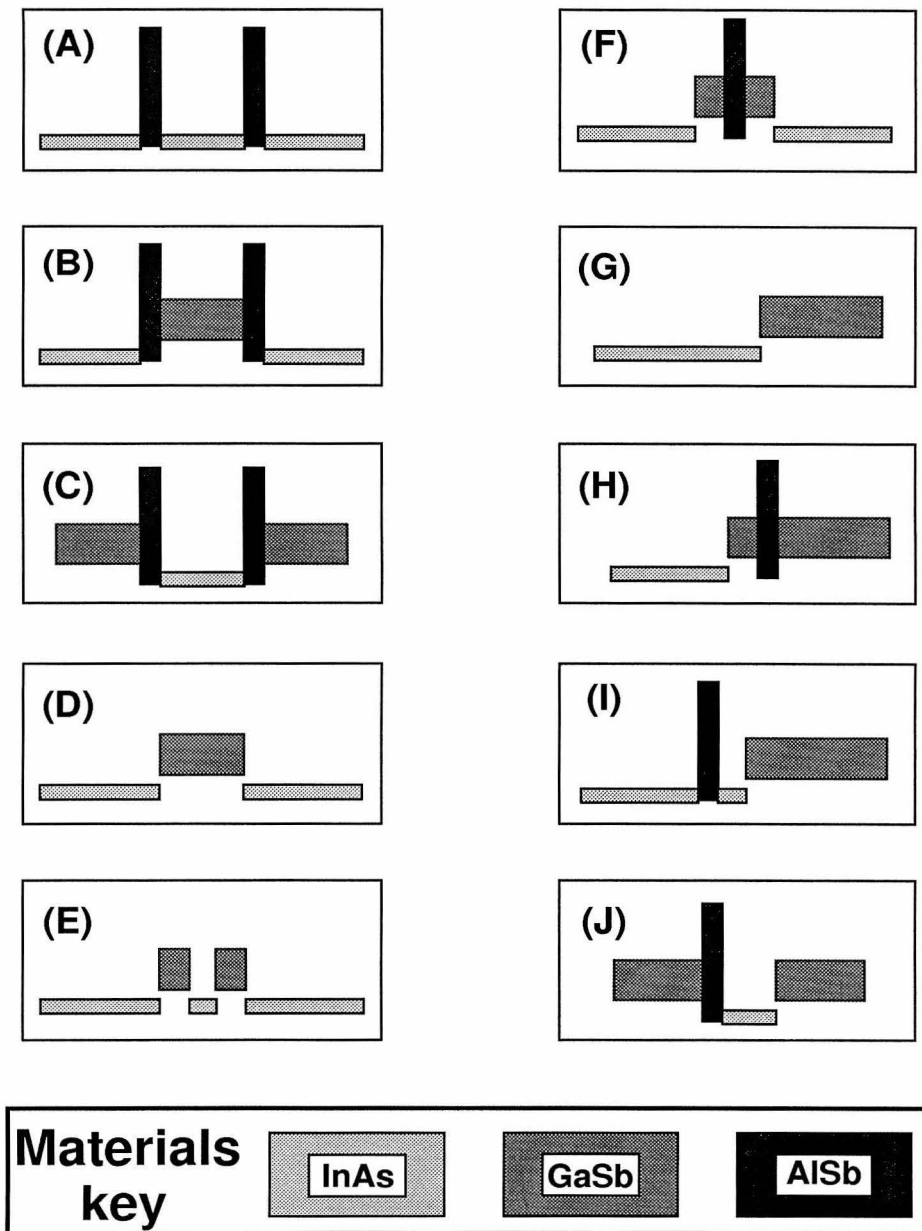 (A)
(B)
(C)
(D)
(E)
(F)
(G)
(H)
(I)
(J)
Materials
key
InAs
GaSb
AlSb